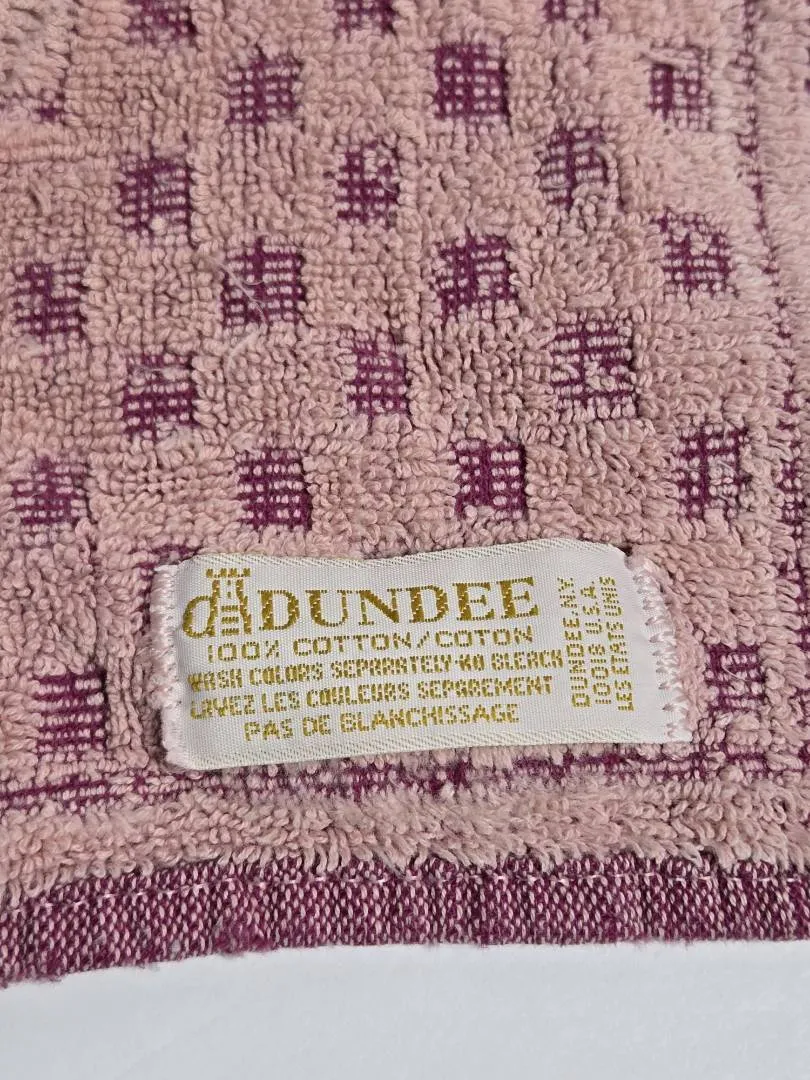 d DUNDEE
100% COTTON/COTON
WASH COLORS SEPARATELY-NO BLEACH
LAVEZ LES COULEURS SEPAREMENT
PAS DE BLANCHISSAGE
DUNDEE, N.Y.
10018 U.S.A.
LES ETATS UNIS